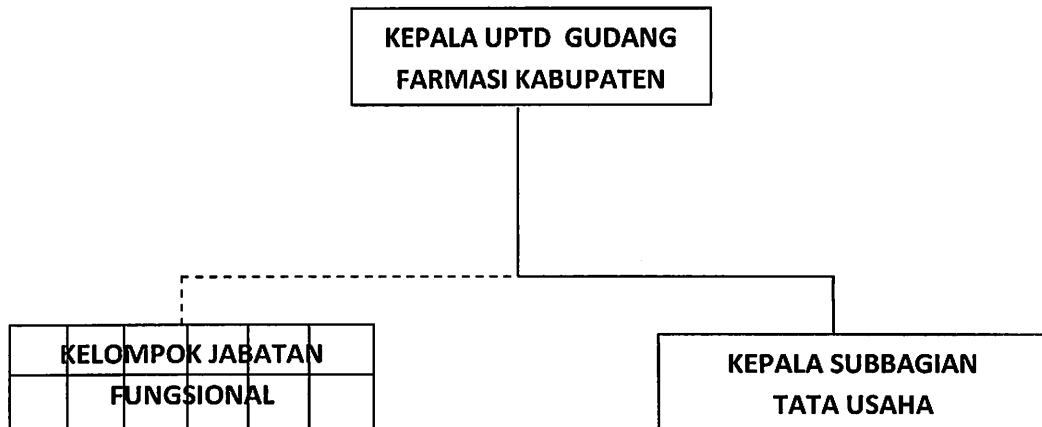 KEPALA UPTD GUDANG
FARMASI KABUPATEN
KELOMPOK JABATAN
FUNGSIONAL
KEPALA SUBBAGIAN
TATA USAHA